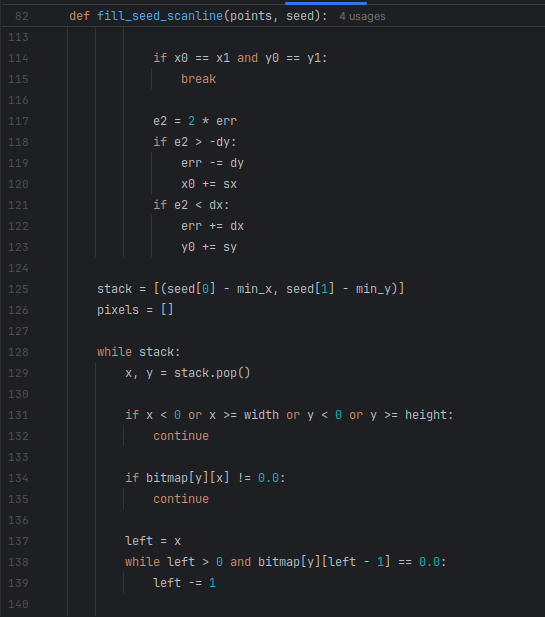 82 def fill_seed_scanline(points, seed): 4 usages
113
114 if x0 == x1 and y0 == y1:
115 break
116
117 e2 = 2 * err
118 if e2 > -dy:
119 err -= dy
120 x0 += sx
121 if e2 < dx:
122 err += dx
123 y0 += sy
124
125 stack = [(seed[0] - min_x, seed[1] - min_y)]
126 pixels = []
127
128 while stack:
129 x, y = stack.pop()
130
131 if x < 0 or x >= width or y < 0 or y >= height:
132 continue
133
134 if bitmap[y][x] != 0.0:
135 continue
136
137 left = x
138 while left > 0 and bitmap[y][left - 1] == 0.0:
139 left -= 1
140